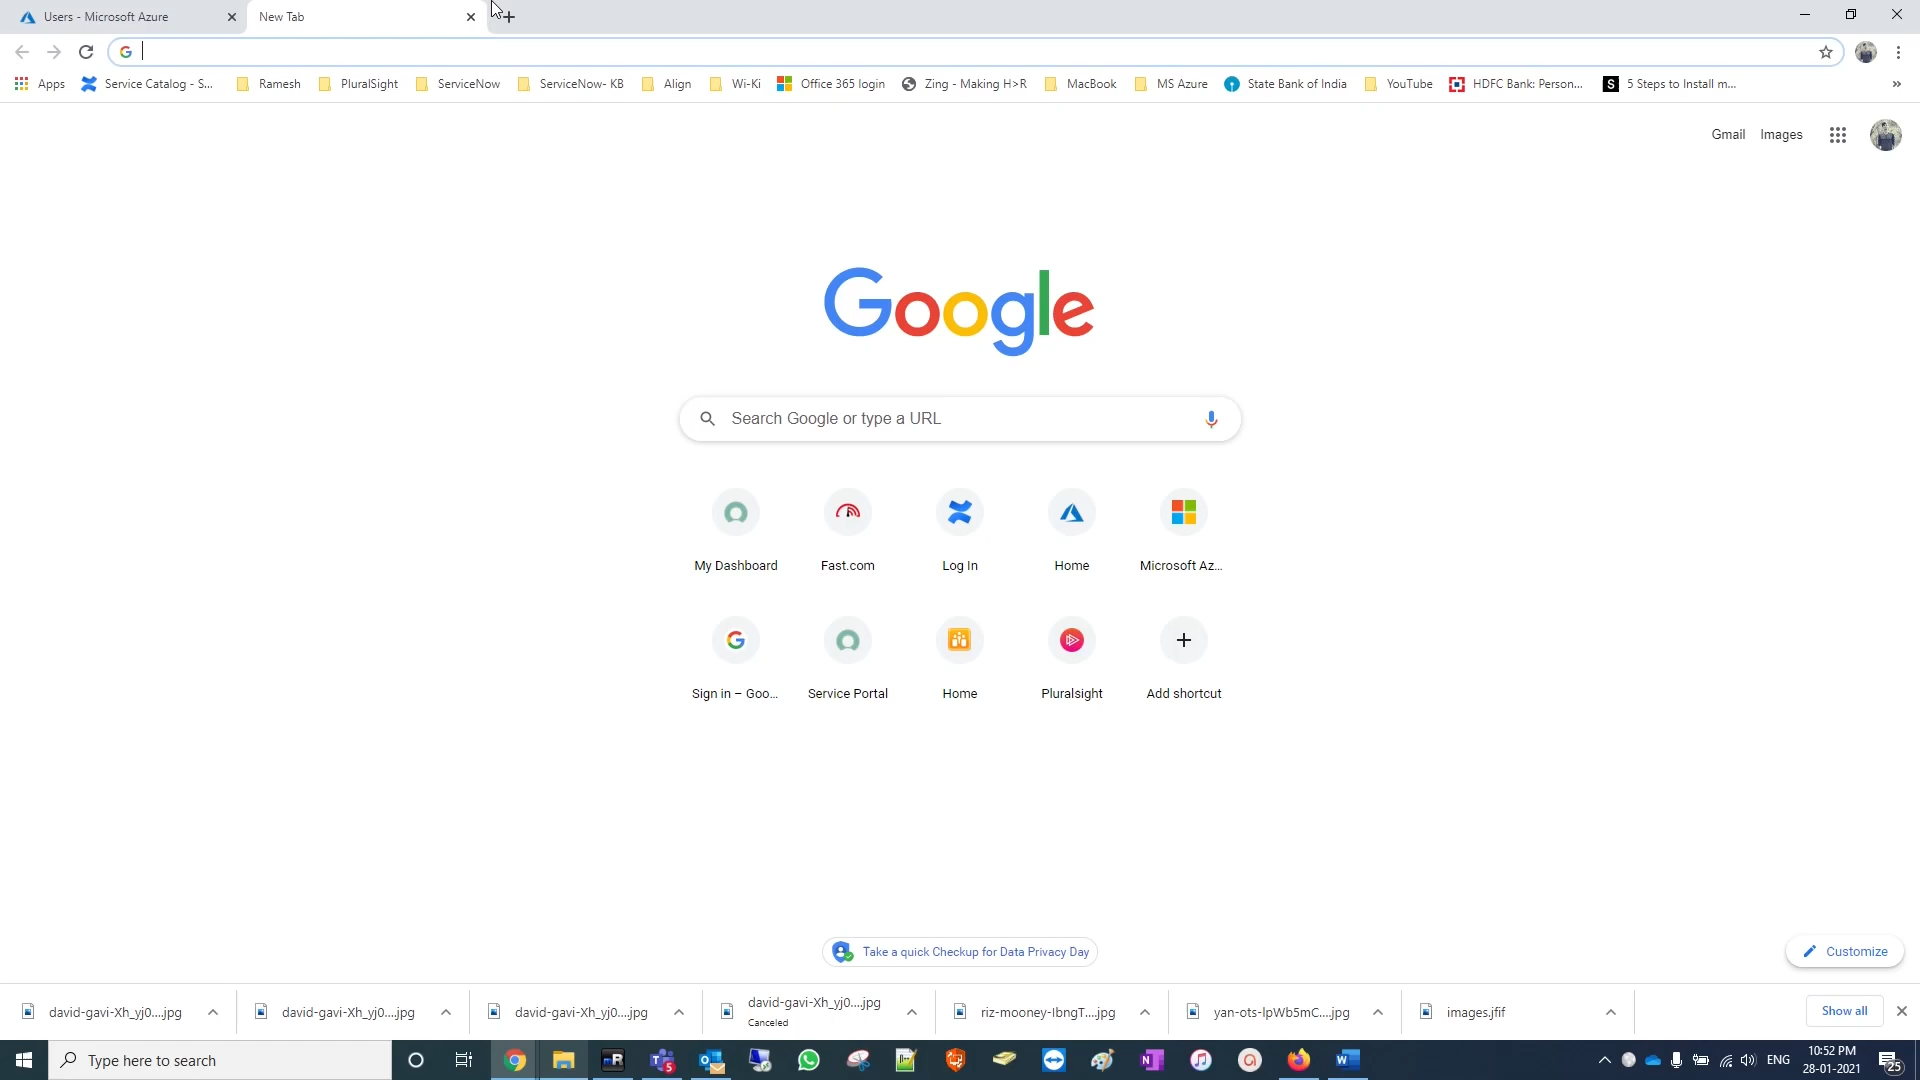 Users - Microsoft Azure
New Tab
Apps
Service Catalog - S...
Ramesh
PluralSight
ServiceNow
ServiceNow- KB
Align
Wi-Ki
Office 365 login
Zing - Making H>R
MacBook
MS Azure
State Bank of India
YouTube
HDFC Bank: Person...
S
5 Steps to Install m...
»
Gmail
Images
Google
Search Google or type a URL
My Dashboard
Fast.com
Log In
Home
Microsoft Az...
Sign in – Goo...
Service Portal
Home
Pluralsight
Add shortcut
Take a quick Checkup for Data Privacy Day
Customize
david-gavi-Xh_yj0....jpg
david-gavi-Xh_yj0....jpg
david-gavi-Xh_yj0....jpg
david-gavi-Xh_yj0....jpg
Canceled
riz-mooney-IbngT....jpg
yan-ots-lpWb5mC....jpg
images.jfif
Show all
Type here to search
ENG
10:52 PM
28-01-2021
25